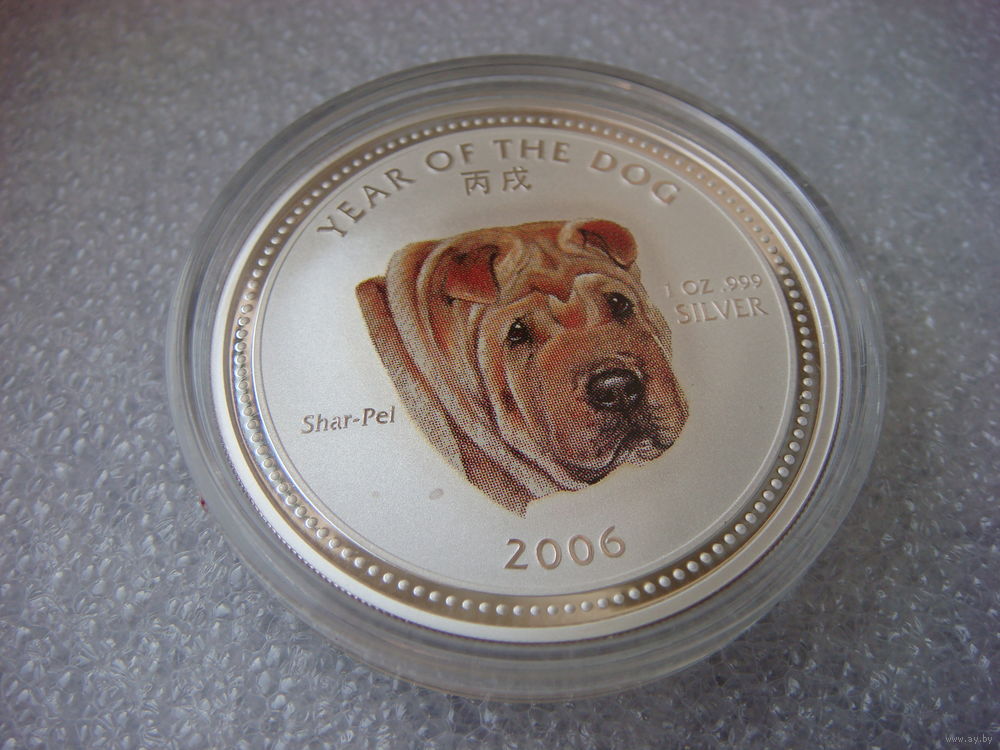 YEAR OF THE DOG
丙戌
1 OZ .999
SILVER
Shar-Pei
2006
www.ay.by